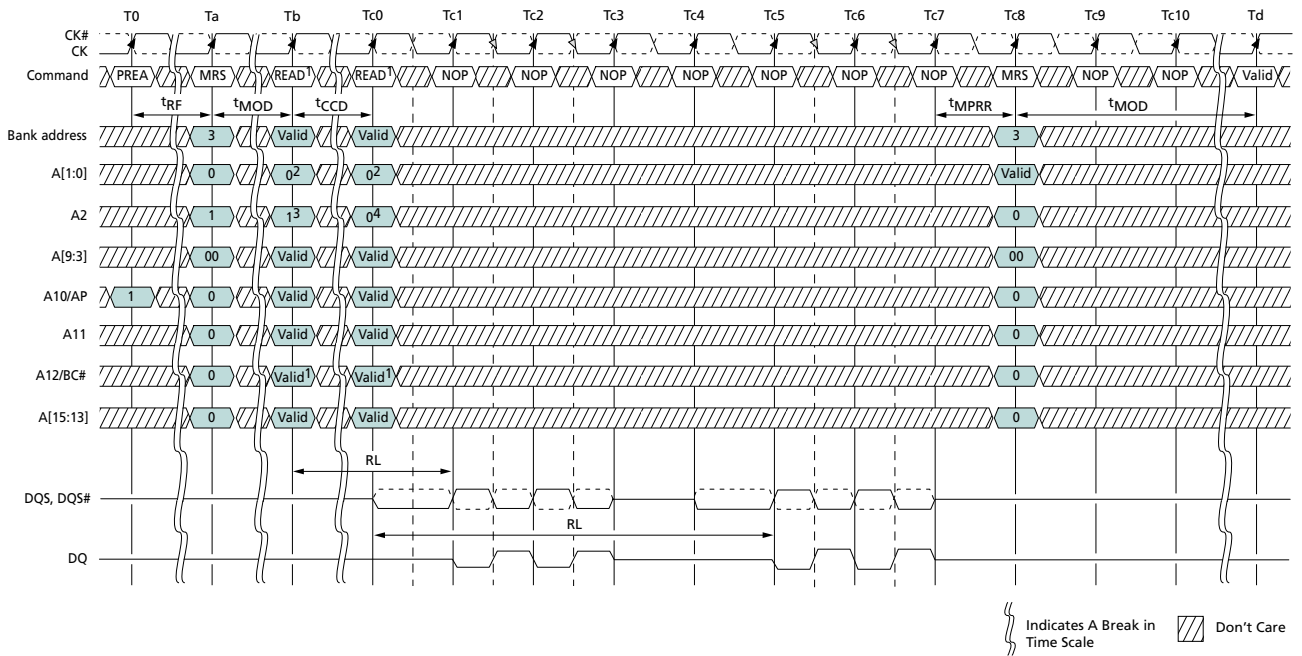 T0 Ta Tb Tc0 Tc1 Tc2 Tc3 Tc4 Tc5 Tc6 Tc7 Tc8 Tc9 Tc10 Td
CK#
CK
Command PREA MRS READ1 READ1 NOP NOP NOP NOP NOP NOP NOP MRS NOP NOP Valid
tRF tMOD tCCD tMPRR tMOD
Bank address 3 Valid Valid 3
A[1:0] 0 02 02 Valid
A2 1 13 04 0
A[9:3] 00 Valid Valid 00
A10/AP 1 0 Valid Valid 0
A11 0 Valid Valid 0
A12/BC# 0 Valid1 Valid1 0
A[15:13] 0 Valid Valid 0
RL
DQS, DQS#
RL
DQ
Indicates A Break in
Time Scale
Don't Care